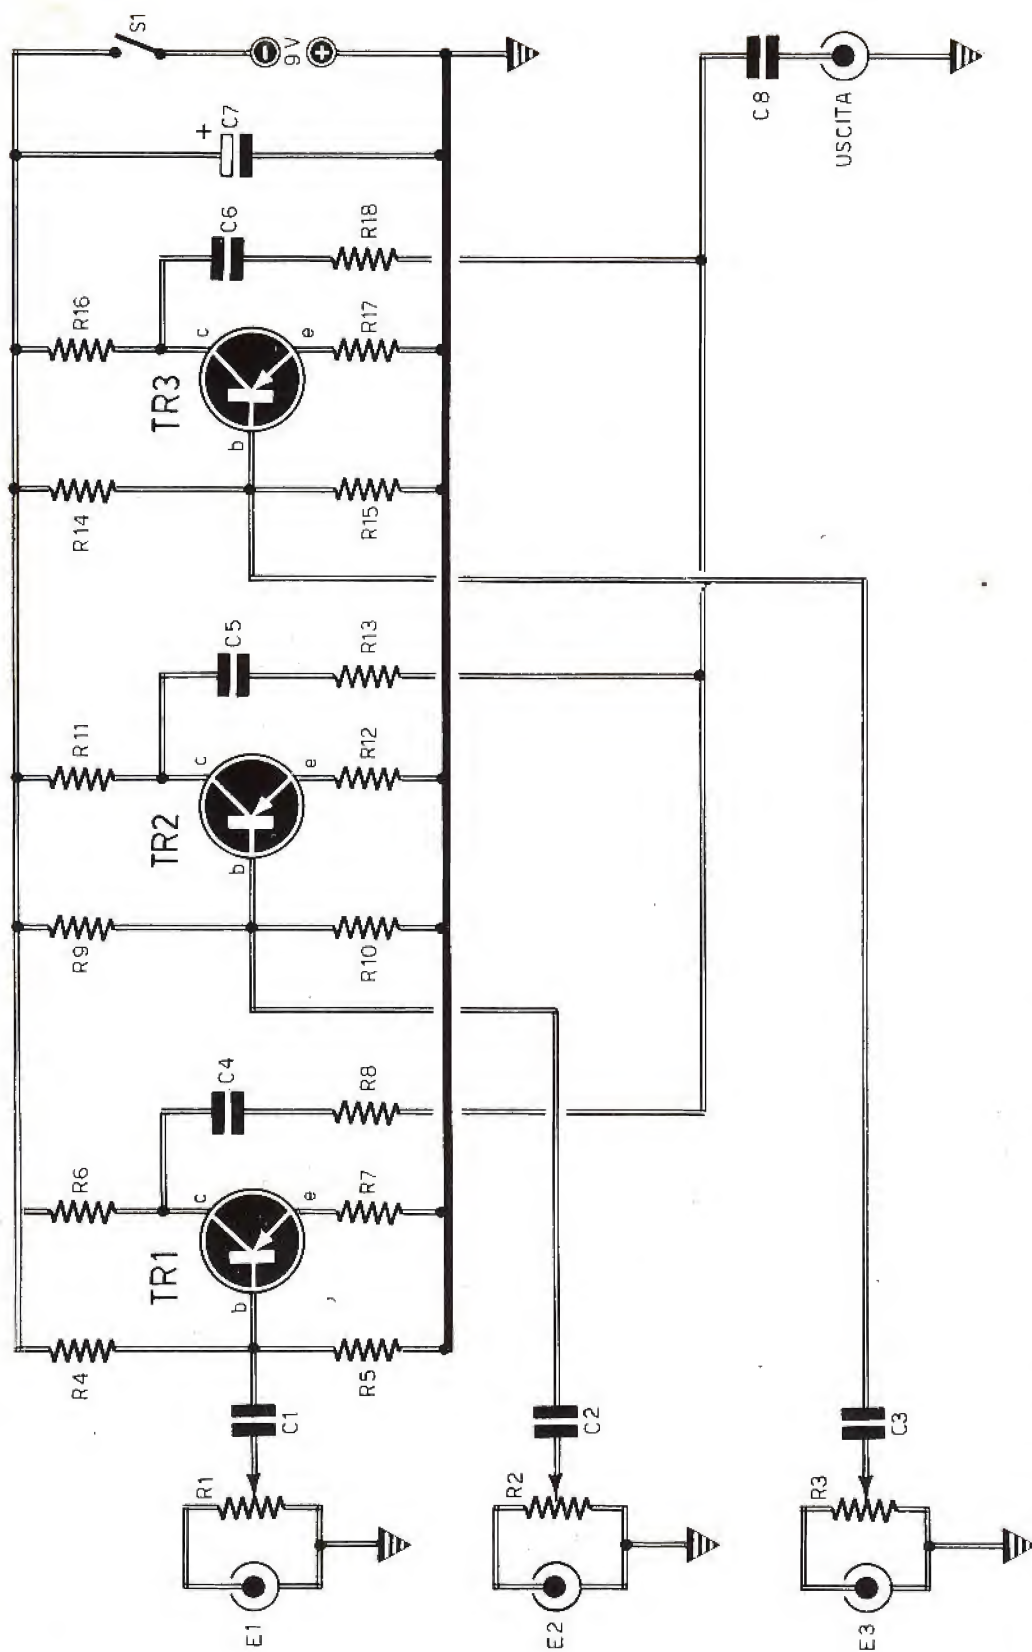 S1
9V
+
C7
C6
R18
R16
c
e
R17
TR3
b
R14
R15
C5
R13
R11
c
e
R12
TR2
b
R9
R10
C4
R8
R6
c
e
R7
TR1
b
R4
R5
C1
R1
E1
C2
R2
E2
C3
R3
E3
C8
USCITA